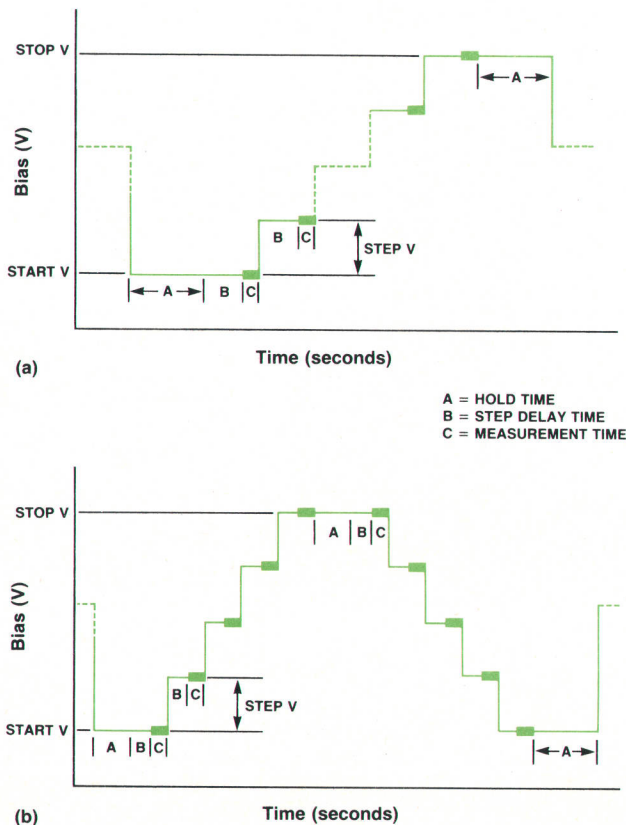 STOP V
A
Bias (V)
B
C
STEP V
START V
A
B
C
Time (seconds)
(a)
A = HOLD TIME
B = STEP DELAY TIME
C = MEASUREMENT TIME
STOP V
A
B
C
Bias (V)
B
C
STEP V
START V
A
B
C
A
Time (seconds)
(b)